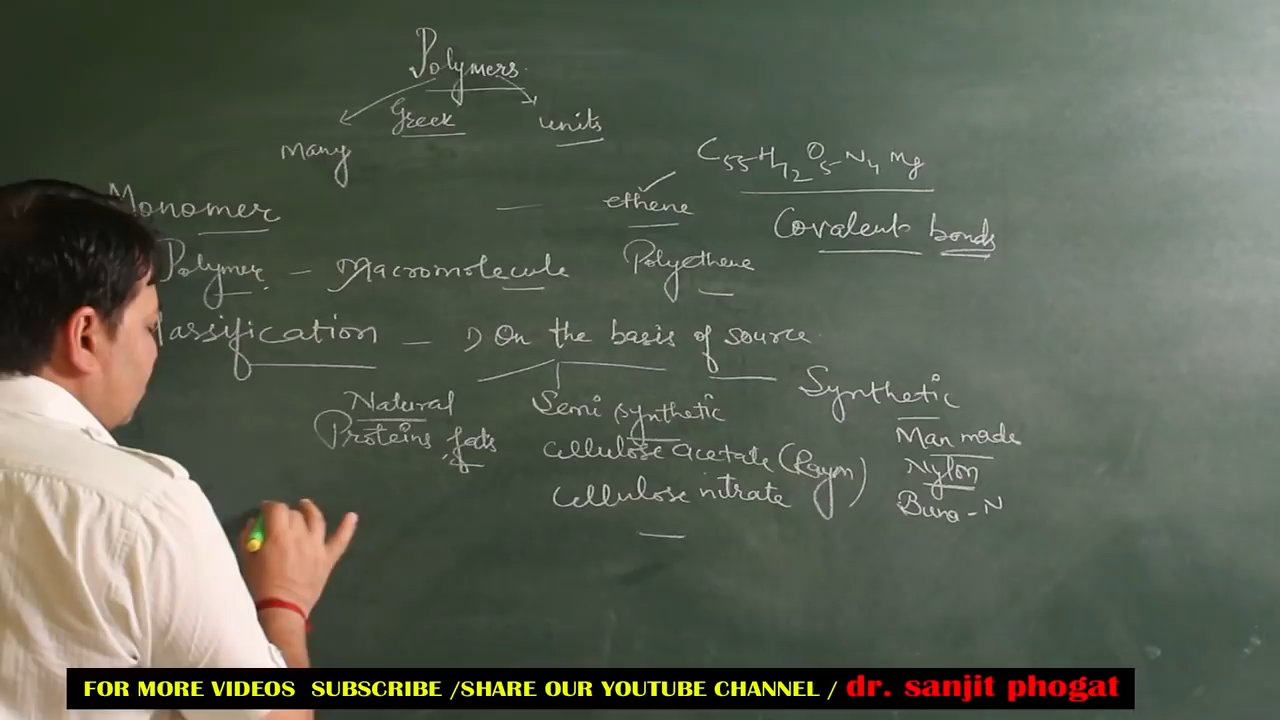 Polymers
Greek
Many
units
C55H72O5N4Mg
Monomer — ethene
Covalent bonds
Polymer — Macromolecule Polyethene
lassification — 1) On the basis of source
Natural Semi synthetic Synthetic
Proteins, fats cellulose acetate (Rayon) Man made
cellulose nitrate Nylon
Buna-N
FOR MORE VIDEOS SUBSCRIBE /SHARE OUR YOUTUBE CHANNEL / dr. sanjit phogat